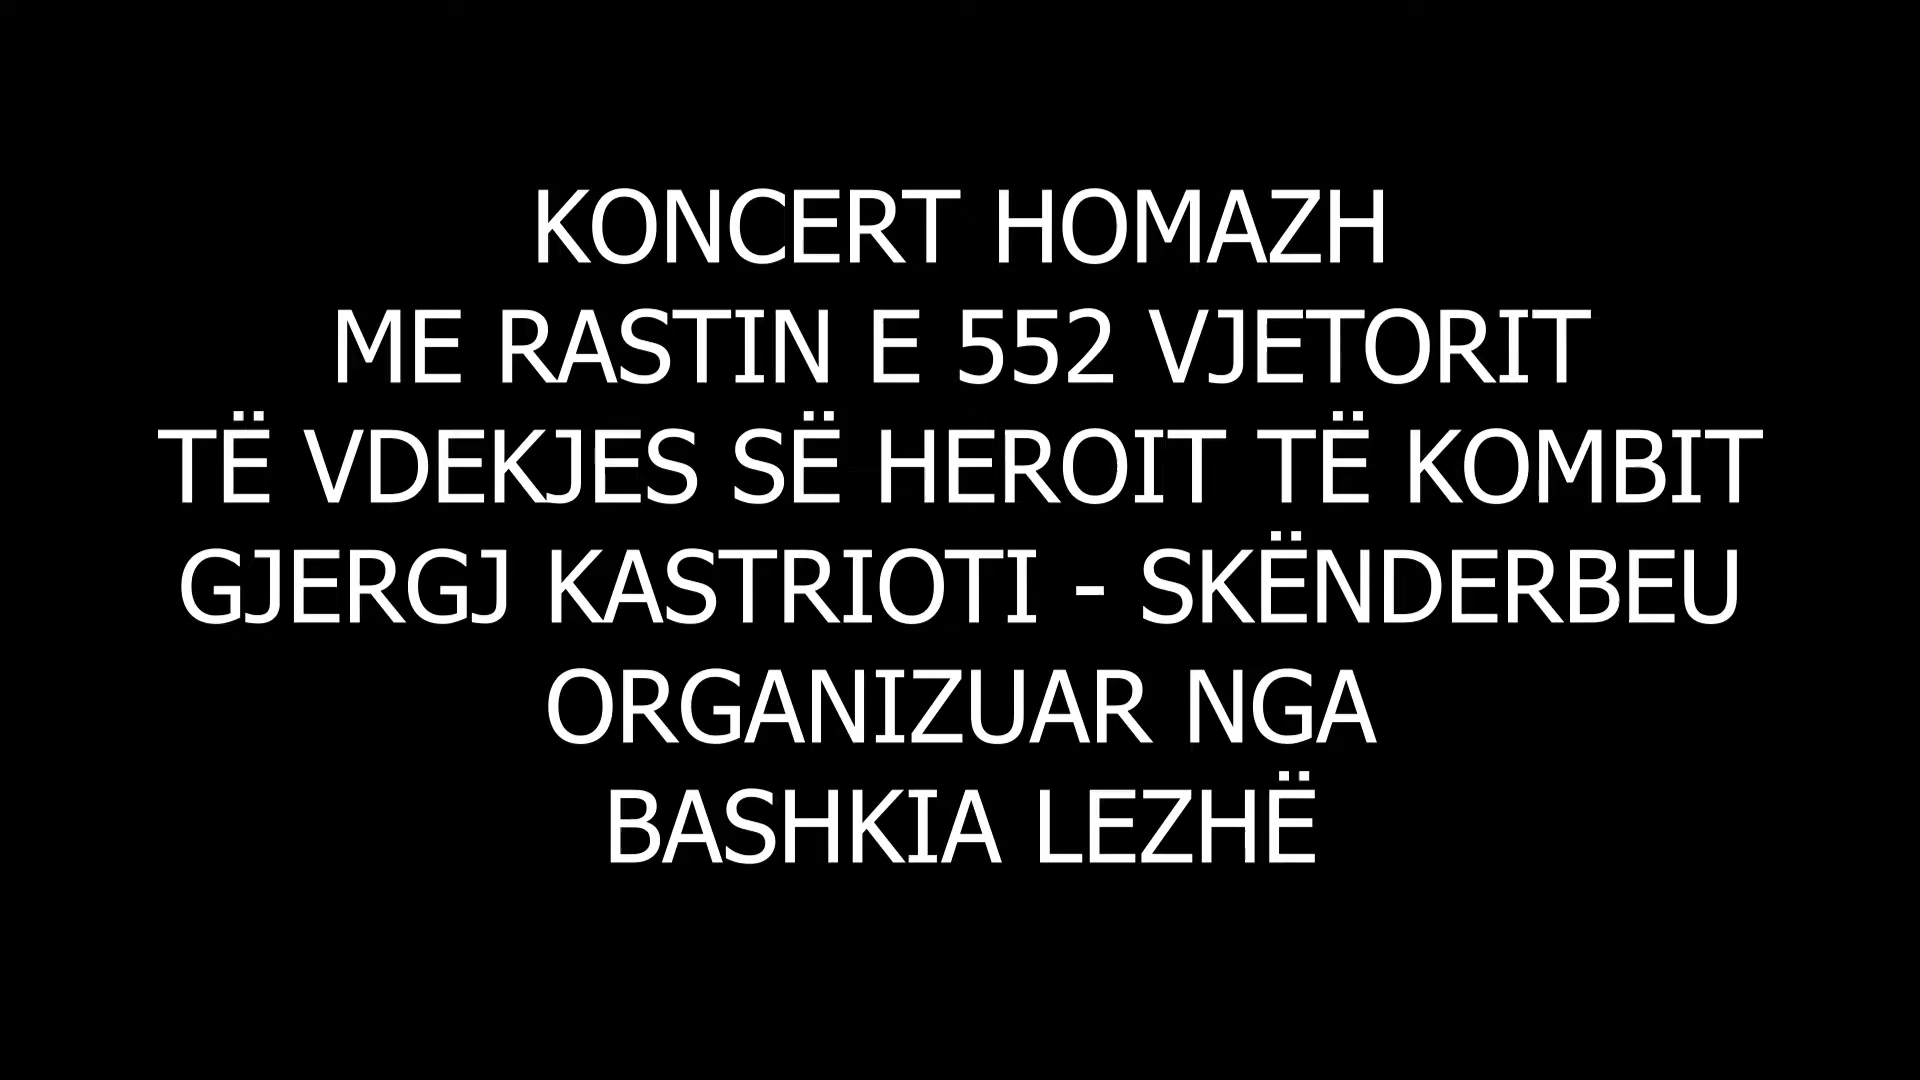 KONCERT HOMAZH
ME RASTIN E 552 VJETORIT
TË VDEKJES SË HEROIT TË KOMBIT
GJERGJ KASTRIOTI - SKËNDERBEU
ORGANIZUAR NGA
BASHKIA LEZHË